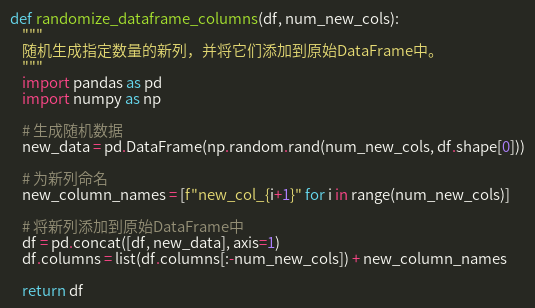 def randomize_dataframe_columns(df, num_new_cols):
"""
随机生成指定数量的新列，并将它们添加到原始DataFrame中。
"""
import pandas as pd
import numpy as np
# 生成随机数据
new_data = pd.DataFrame(np.random.rand(num_new_cols, df.shape[0]))
# 为新列命名
new_column_names = [f"new_col_{i+1}" for i in range(num_new_cols)]
# 将新列添加到原始DataFrame中
df = pd.concat([df, new_data], axis=1)
df.columns = list(df.columns[:-num_new_cols]) + new_column_names
return df